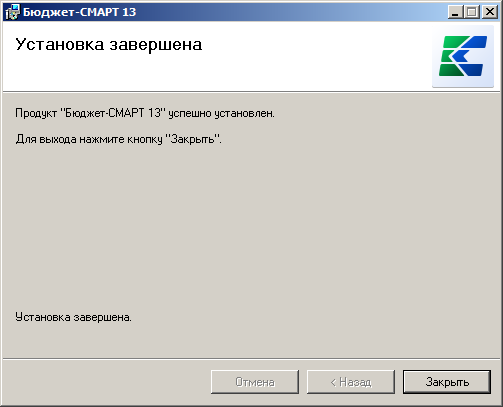 Бюджет-СМАРТ 13
Установка завершена
Продукт "Бюджет-СМАРТ 13" успешно установлен.
Для выхода нажмите кнопку "Закрыть".
Установка завершена.
Отмена < Назад Закрыть